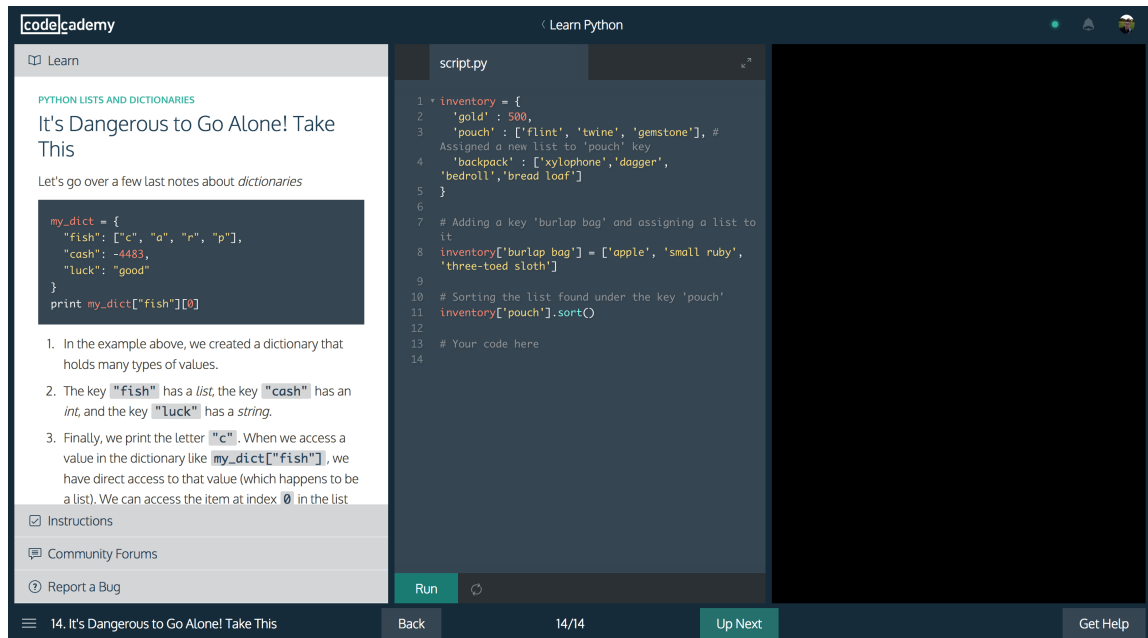 codecademy
Learn Python
Learn
PYTHON LISTS AND DICTIONARIES
It's Dangerous to Go Alone! Take
This
Let's go over a few last notes about dictionaries
my_dict = {
"fish": ["c", "a", "r", "p"],
"cash": -4483,
"luck": "good"
}
print my_dict["fish"][0]
1. In the example above, we created a dictionary that
holds many types of values.
2. The key "fish" has a list, the key "cash" has an
int, and the key "luck" has a string.
3. Finally, we print the letter "c". When we access a
value in the dictionary like my_dict["fish"], we
have direct access to that value (which happens to be
a list). We can access the item at index 0 in the list
Instructions
Community Forums
Report a Bug
script.py
1 inventory = {
2 'gold' : 500,
3 'pouch' : ['flint', 'twine', 'gemstone'], #
Assigned a new list to 'pouch' key
4 'backpack' : ['xylophone','dagger',
'bedroll','bread loaf']
5 }
6
7 # Adding a key 'burlap bag' and assigning a list to
it
8 inventory['burlap bag'] = ['apple', 'small ruby',
'three-toed sloth']
9
10 # Sorting the list found under the key 'pouch'
11 inventory['pouch'].sort()
12
13 # Your code here
14
Run
14. It's Dangerous to Go Alone! Take This
Back
14/14
Up Next
Get Help